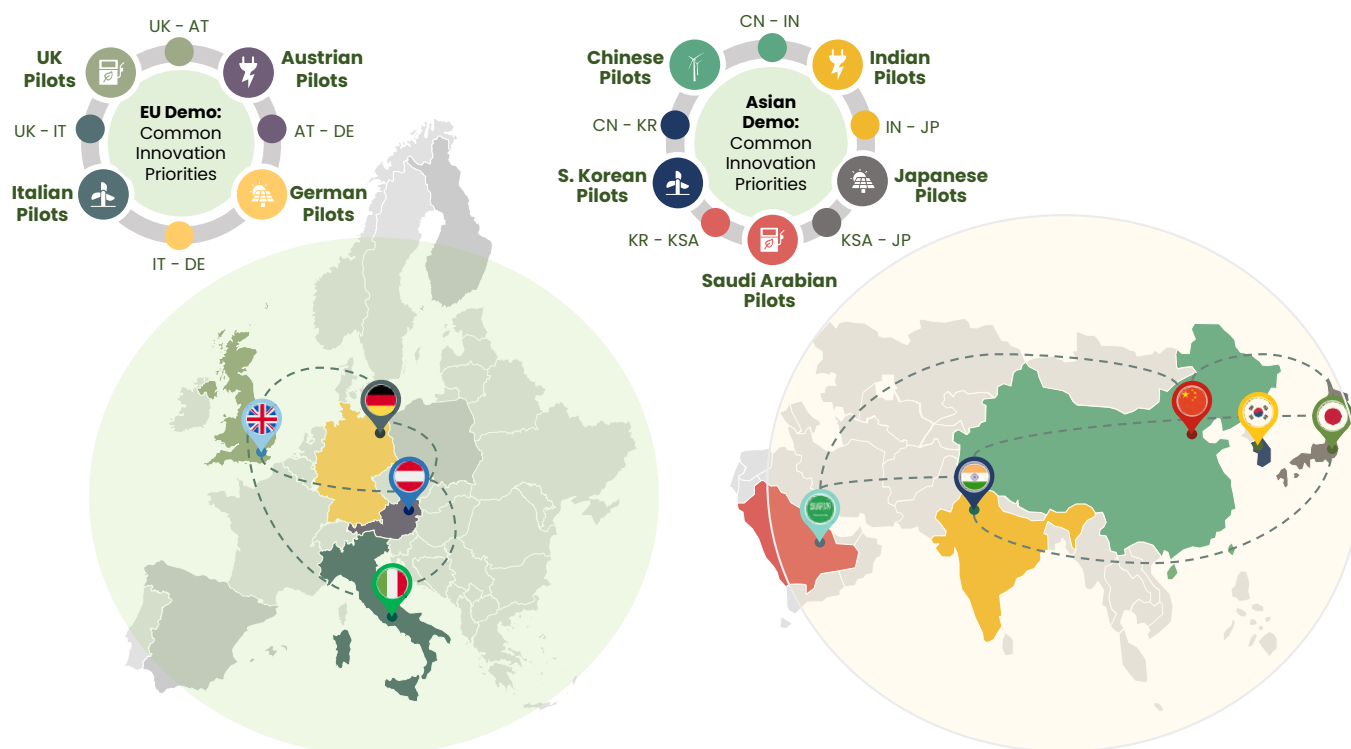 UK - AT
UK
Pilots
Austrian
Pilots
EU Demo:
Common
Innovation
Priorities
UK - IT
AT - DE
Italian
Pilots
German
Pilots
IT - DE
CN - IN
Chinese
Pilots
Indian
Pilots
Asian
Demo:
Common
Innovation
Priorities
CN - KR
IN - JP
S. Korean
Pilots
Japanese
Pilots
KR - KSA
KSA - JP
Saudi Arabian
Pilots